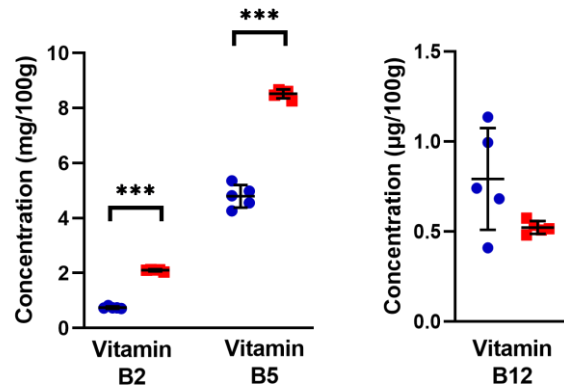 Concentration (mg/100g)
10
8
6
4
2
0
***
***
Vitamin
B2
Vitamin
B5
Concentration (µg/100g)
1.5
1.0
0.5
0.0
Vitamin
B12